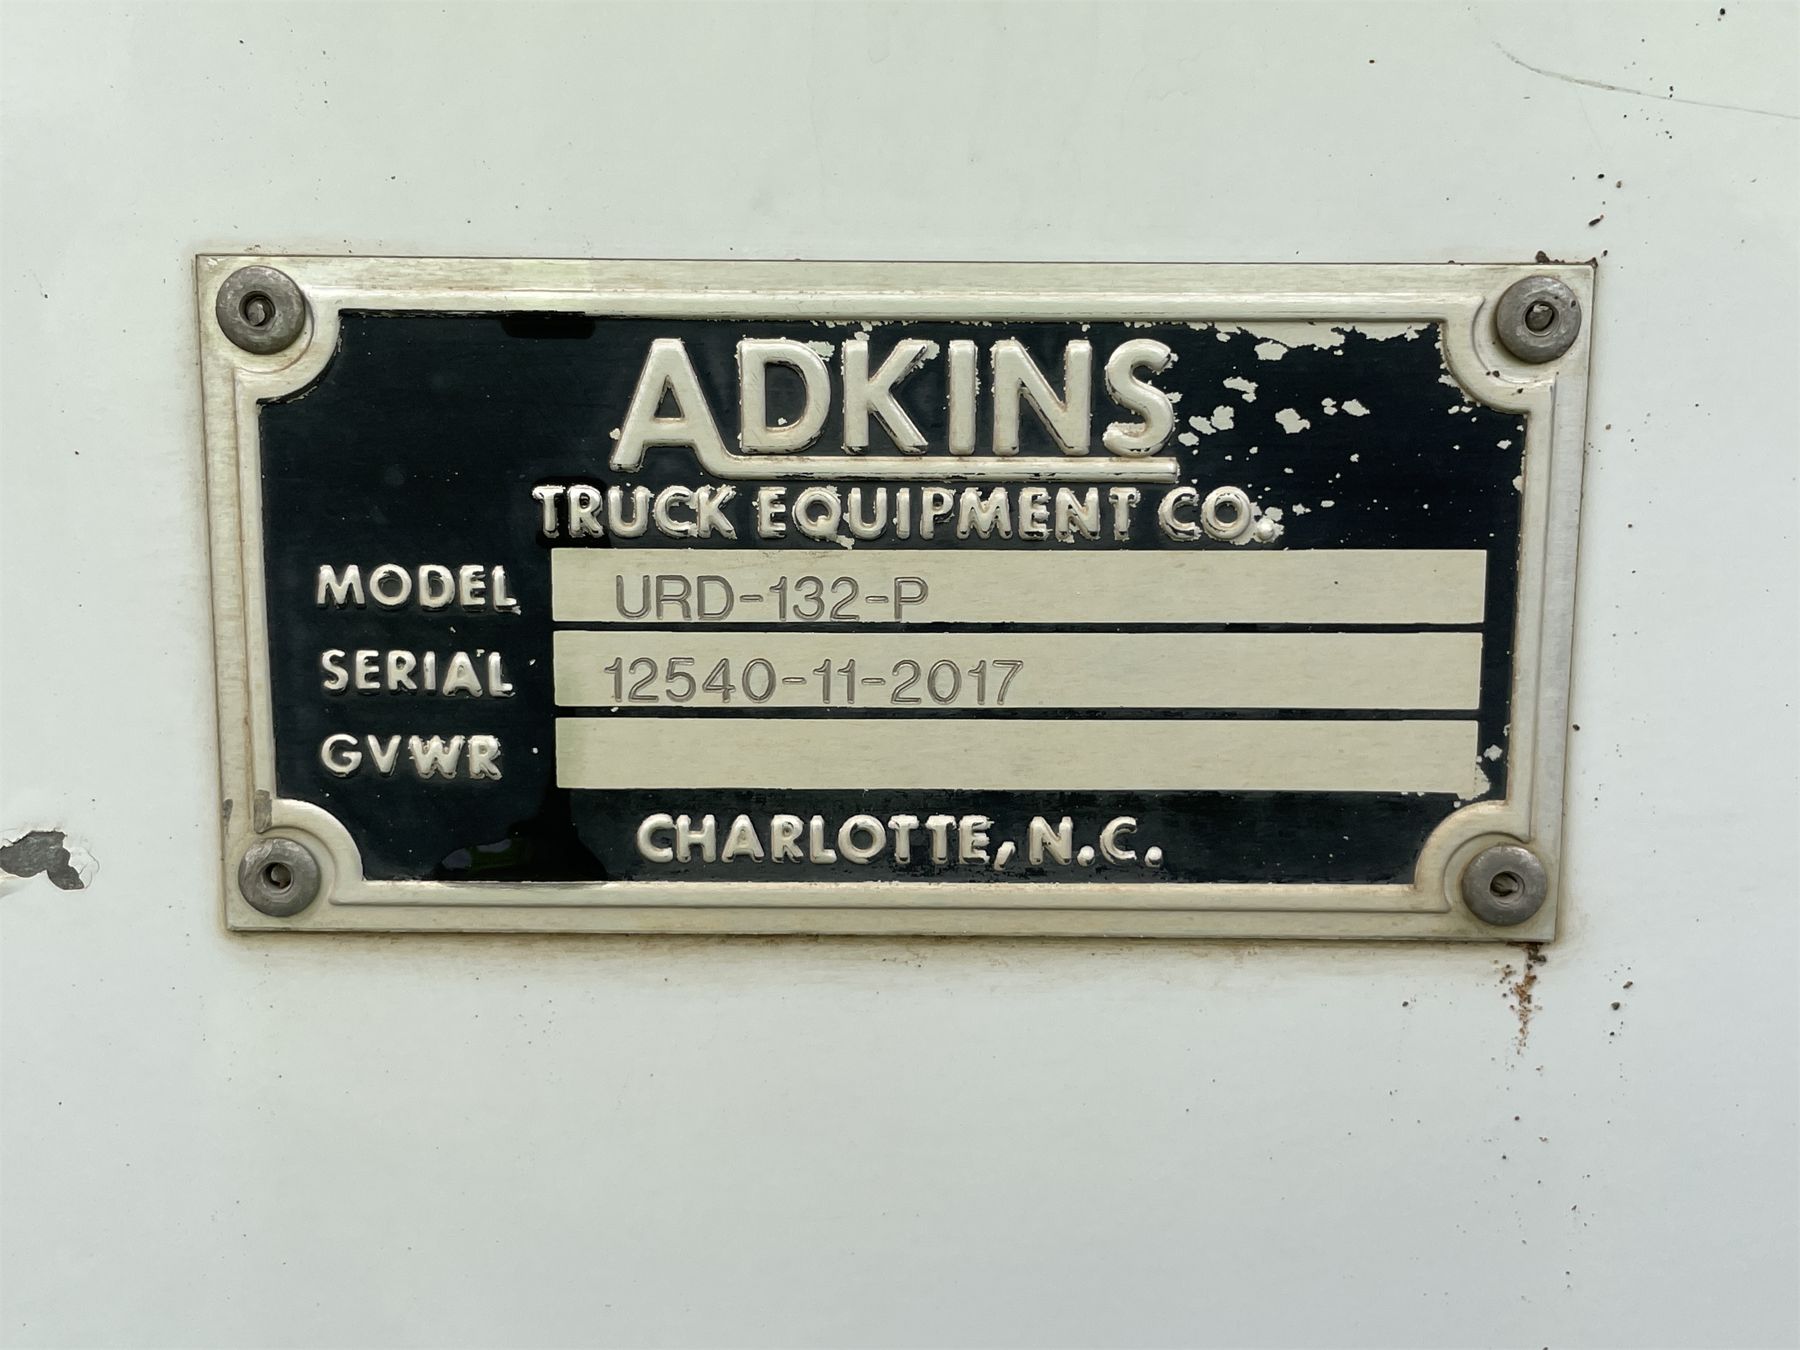 ADKINS
TRUCK EQUIPMENT CO.
MODEL URD-132-P
SERIAL 12540-11-2017
GVWR
CHARLOTTE, N.C.